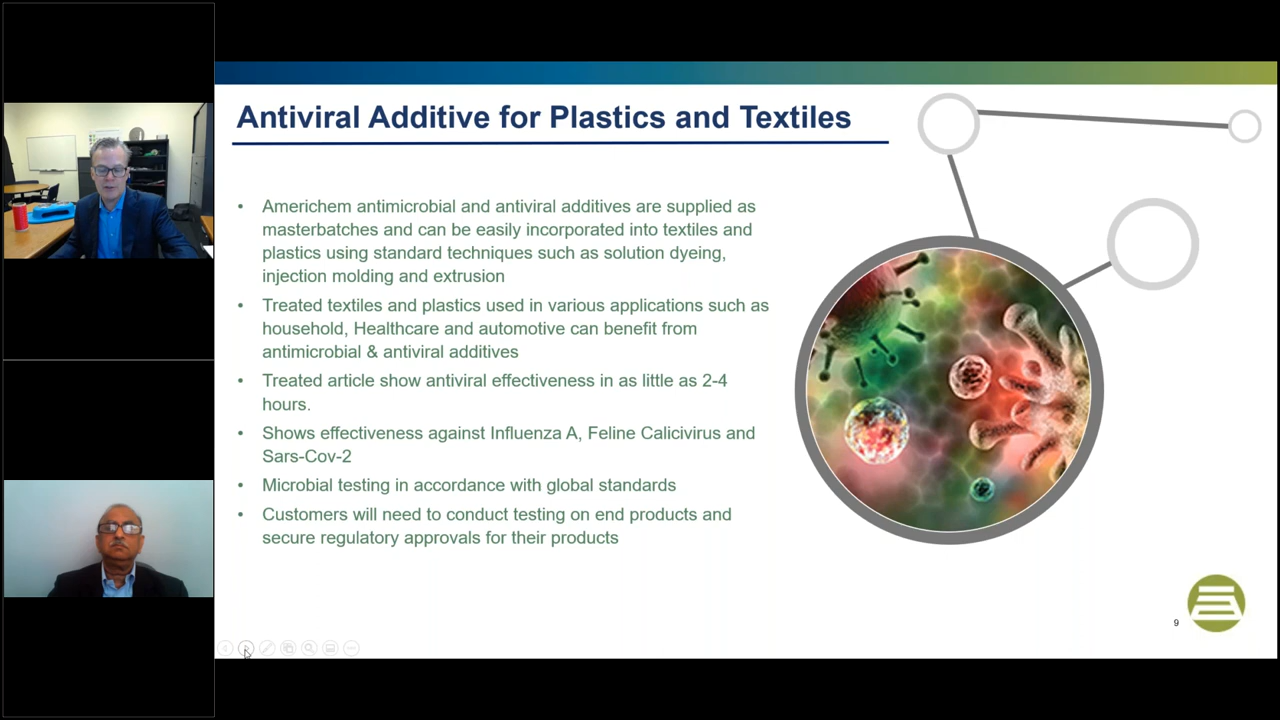 Antiviral Additive for Plastics and Textiles
• Americhem antimicrobial and antiviral additives are supplied as
masterbatches and can be easily incorporated into textiles and
plastics using standard techniques such as solution dyeing,
injection molding and extrusion
• Treated textiles and plastics used in various applications such as
household, Healthcare and automotive can benefit from
antimicrobial & antiviral additives
• Treated article show antiviral effectiveness in as little as 2-4
hours.
• Shows effectiveness against Influenza A, Feline Calicivirus and
Sars-Cov-2
• Microbial testing in accordance with global standards
• Customers will need to conduct testing on end products and
secure regulatory approvals for their products
9